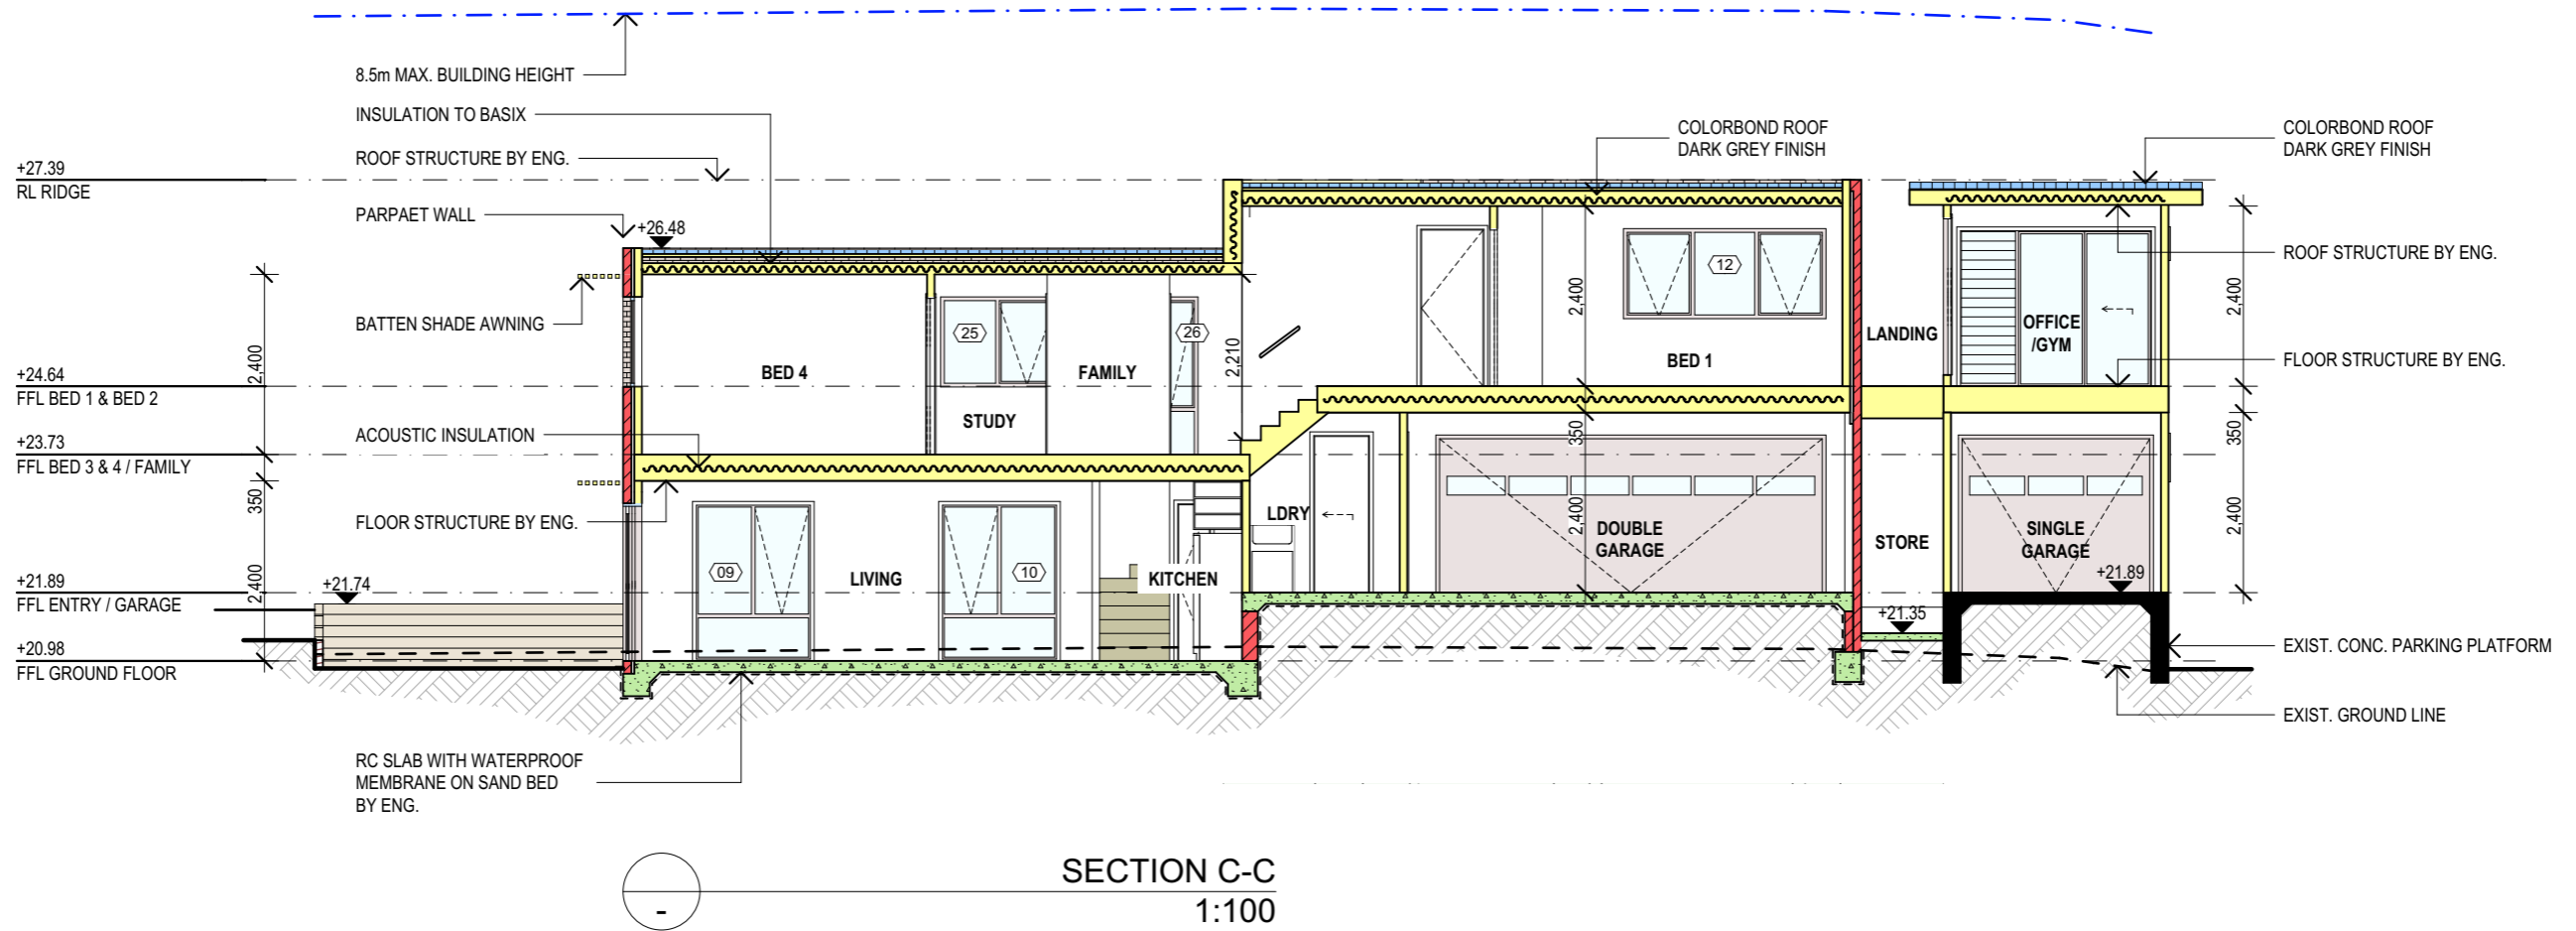 8.5m MAX. BUILDING HEIGHT
INSULATION TO BASIX
COLORBOND ROOF
DARK GREY FINISH
COLORBOND ROOF
DARK GREY FINISH
ROOF STRUCTURE BY ENG.
+27.39
RL RIDGE
PARPAET WALL
+26.48
ROOF STRUCTURE BY ENG.
12
2,400
2,400
LANDING
OFFICE
/GYM
BATTEN SHADE AWNING
25
26
2,400
2,210
BED 4
FAMILY
BED 1
FLOOR STRUCTURE BY ENG.
+24.64
FFL BED 1 & BED 2
STUDY
ACOUSTIC INSULATION
350
350
+23.73
FFL BED 3 & 4 / FAMILY
350
FLOOR STRUCTURE BY ENG.
LDRY
2,400
DOUBLE
GARAGE
STORE
SINGLE
GARAGE
2,400
+21.89
FFL ENTRY / GARAGE
2,400
+21.74
09
LIVING
10
KITCHEN
+21.89
+21.35
+20.98
FFL GROUND FLOOR
EXIST. CONC. PARKING PLATFORM
EXIST. GROUND LINE
RC SLAB WITH WATERPROOF
MEMBRANE ON SAND BED
BY ENG.
SECTION C-C
-
1:100